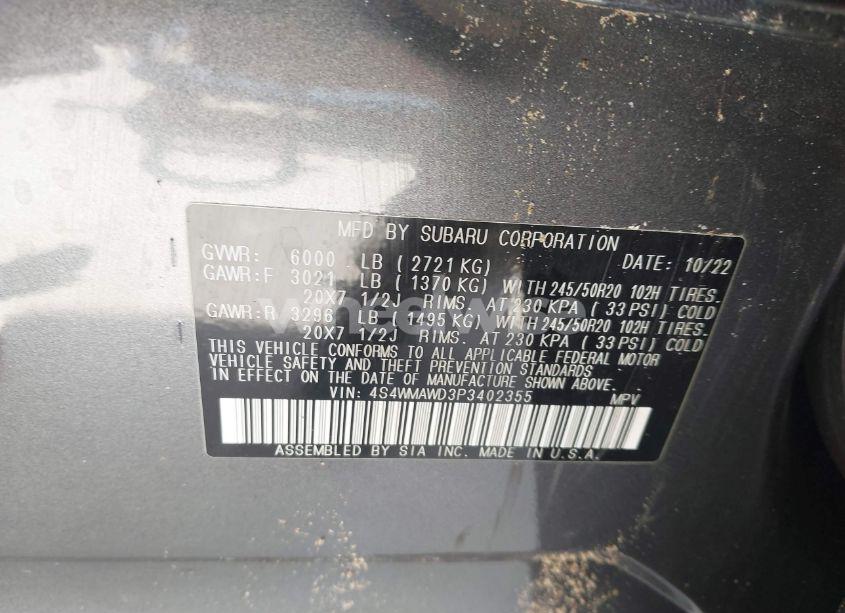 MFD BY SUBARU CORPORATION
GVWR: 6000 LB ( 2721 KG) DATE: 10/22
GAWR:F 3021 LB ( 1370 KG) WITH 245/50R20 102H TIRES.
20X7 1/2J RIMS. AT 230 KPA ( 33 PSI) COLD
GAWR:R 3296 LB ( 1495 KG) WITH 245/50R20 102H TIRES.
20X7 1/2J RIMS. AT 230 KPA ( 33 PSI) COLD
THIS VEHICLE CONFORMS TO ALL APPLICABLE FEDERAL MOTOR
VEHICLE SAFETY AND THEFT PREVENTION STANDARDS
IN EFFECT ON THE DATE OF MANUFACTURE SHOWN ABOVE.
VIN: 4S4WMAWD3P3402355 MPV
ASSEMBLED BY SIA INC. MADE IN U.S.A.